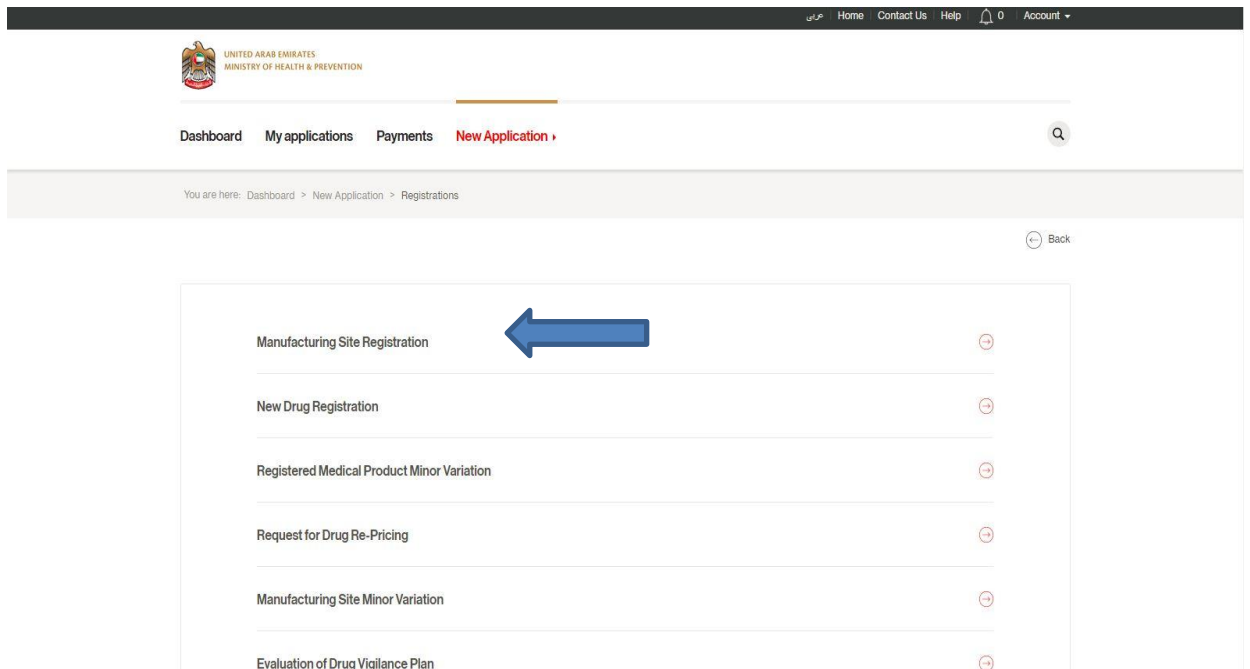 عربي Home Contact Us Help 0 Account
UNITED ARAB EMIRATES
MINISTRY OF HEALTH & PREVENTION
Dashboard My applications Payments New Application
You are here: Dashboard > New Application > Registrations
Back
Manufacturing Site Registration
New Drug Registration
Registered Medical Product Minor Variation
Request for Drug Re-Pricing
Manufacturing Site Minor Variation
Evaluation of Drug Vigilance Plan